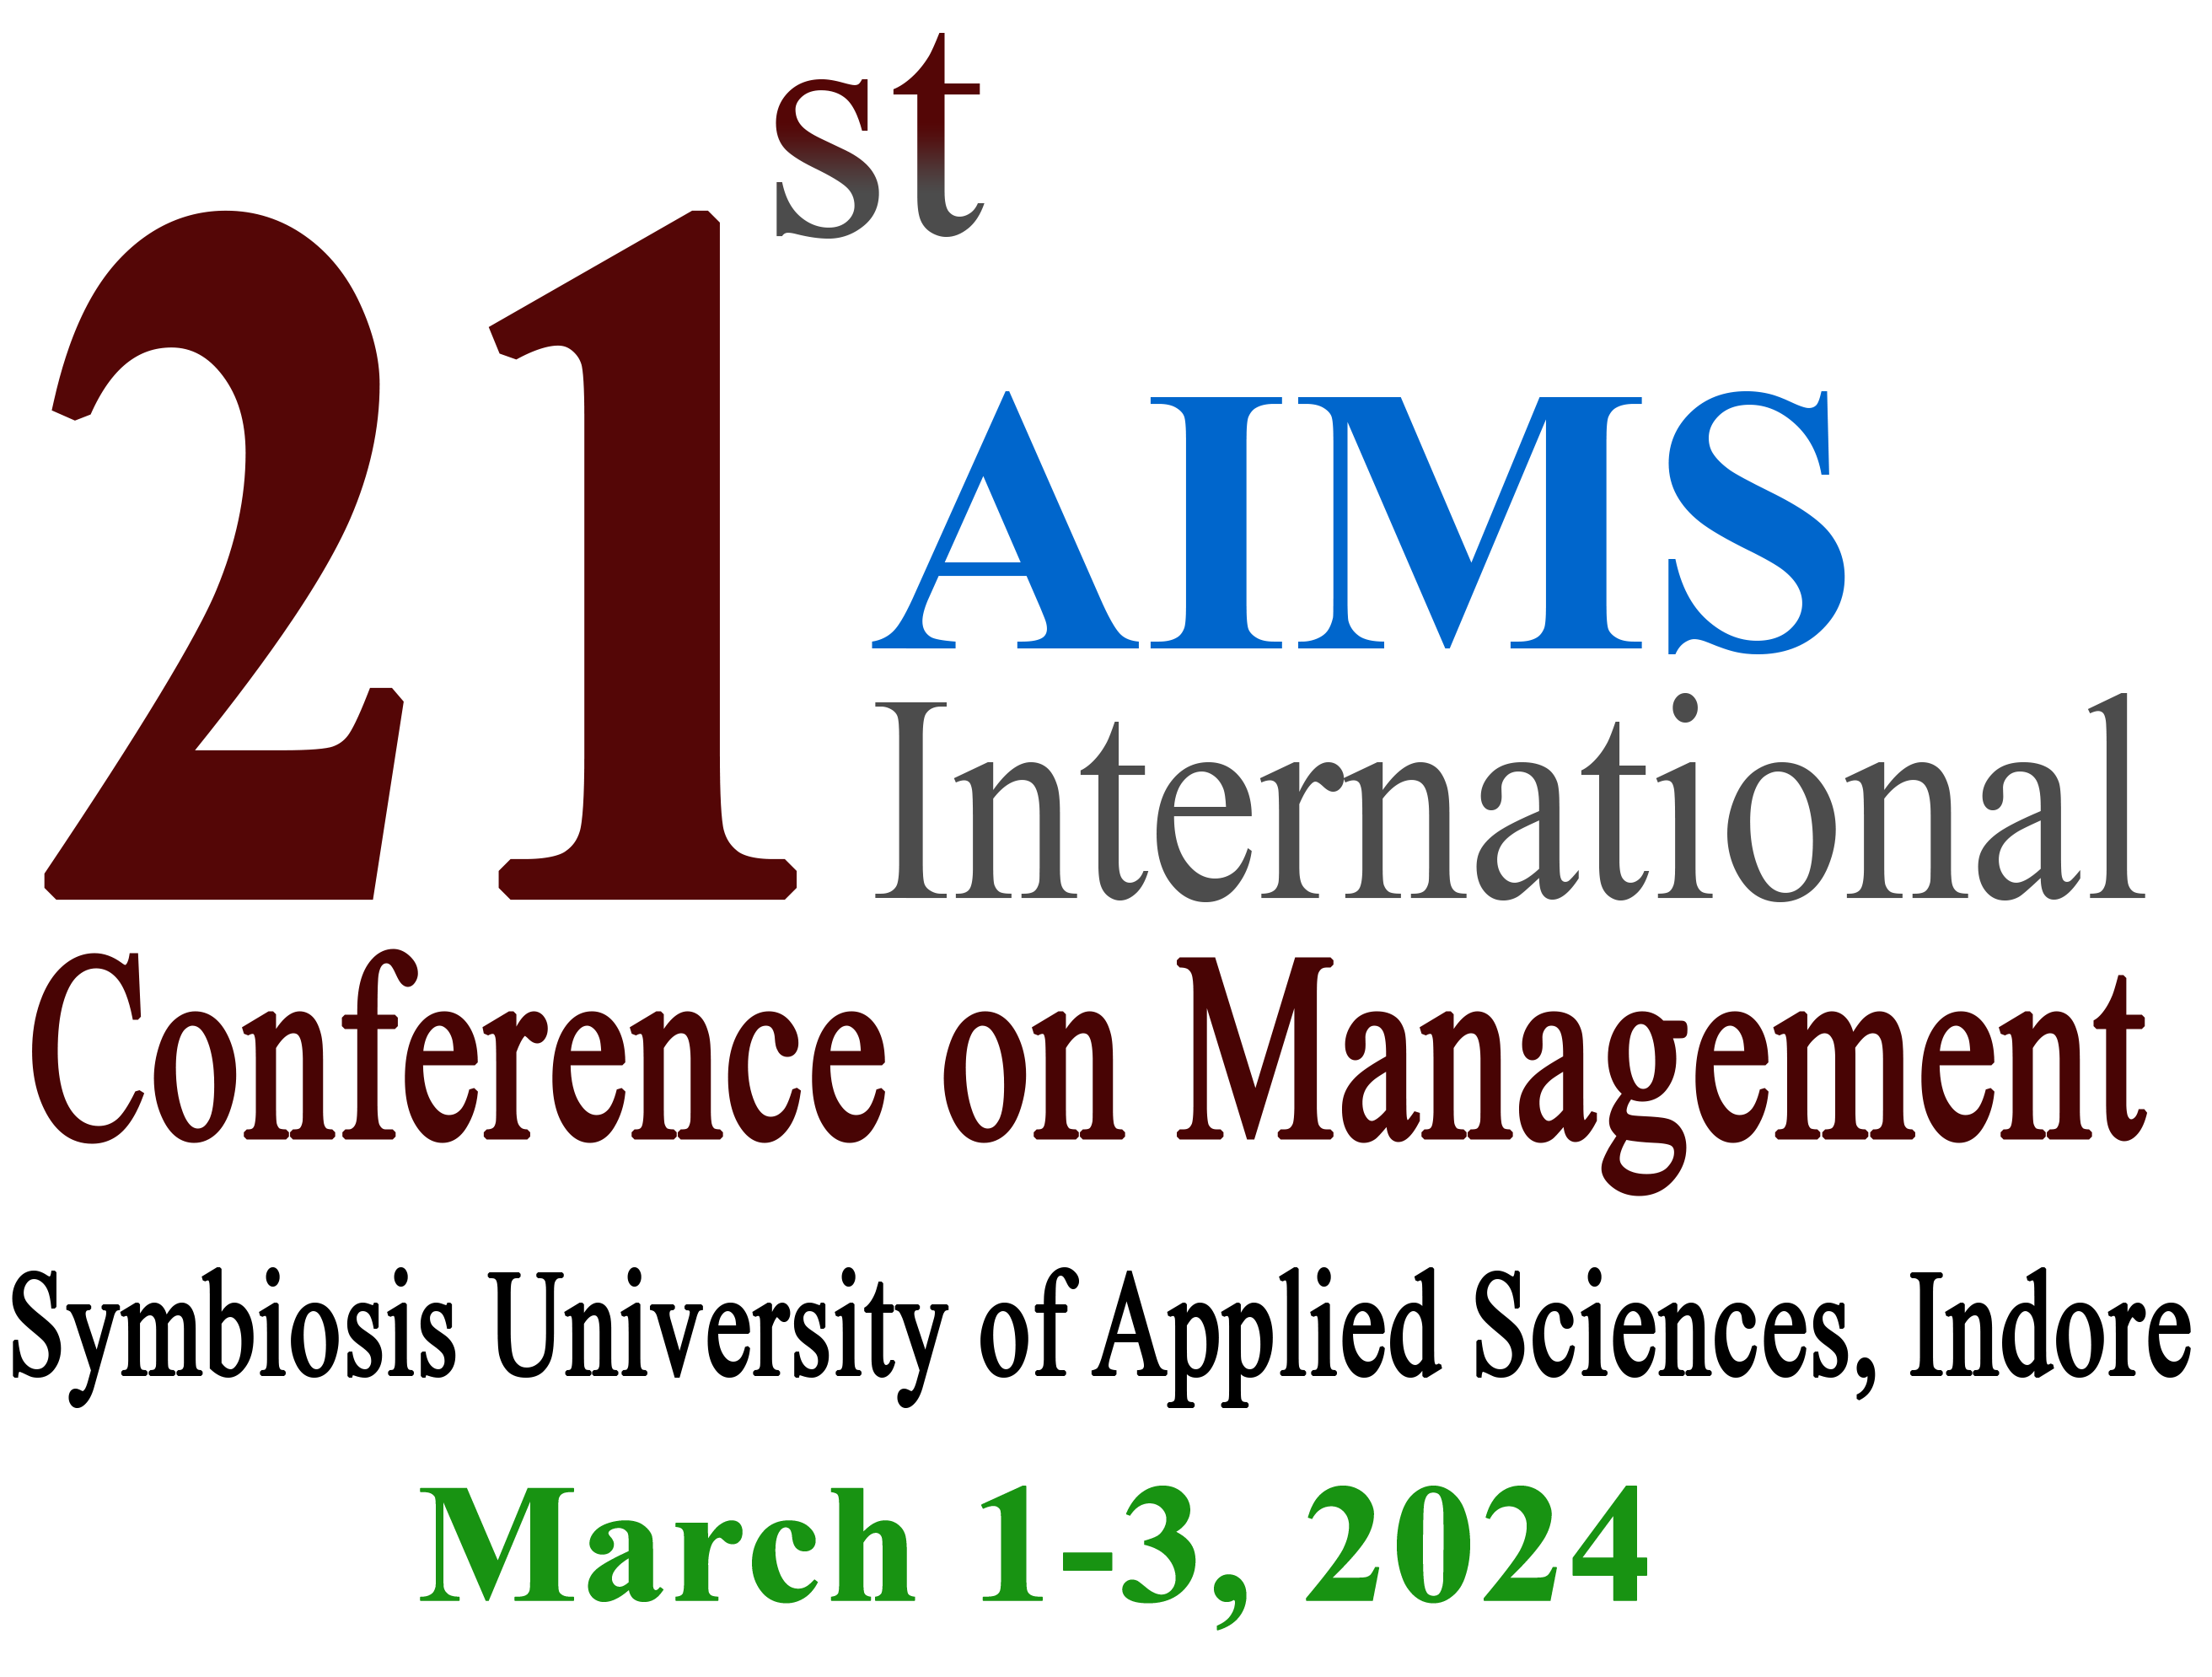 21st
AIMS
International
Conference on Management
Symbiosis University of Applied Sciences, Indore
March 1-3, 2024